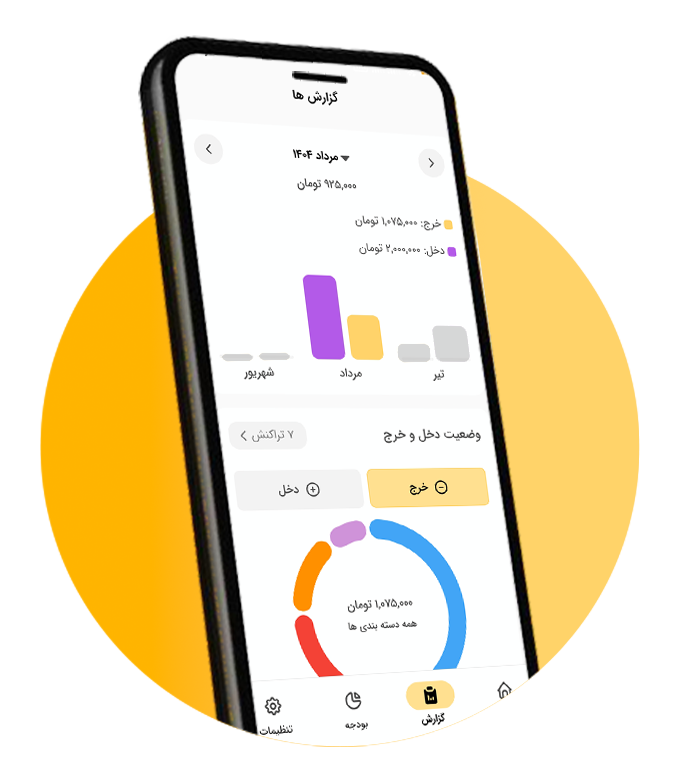 گزارش ها
مرداد ۱۴۰۴
۹۲۵,۰۰۰ تومان
خرج: ۱,۰۷۵,۰۰۰ تومان
دخل: ۲,۰۰۰,۰۰۰ تومان
تیر مرداد شهریور
وضعیت دخل و خرج ۷ تراکنش
خرج دخل
۱,۰۷۵,۰۰۰ تومان
همه دسته بندی ها
گزارش بودجه تنظیمات